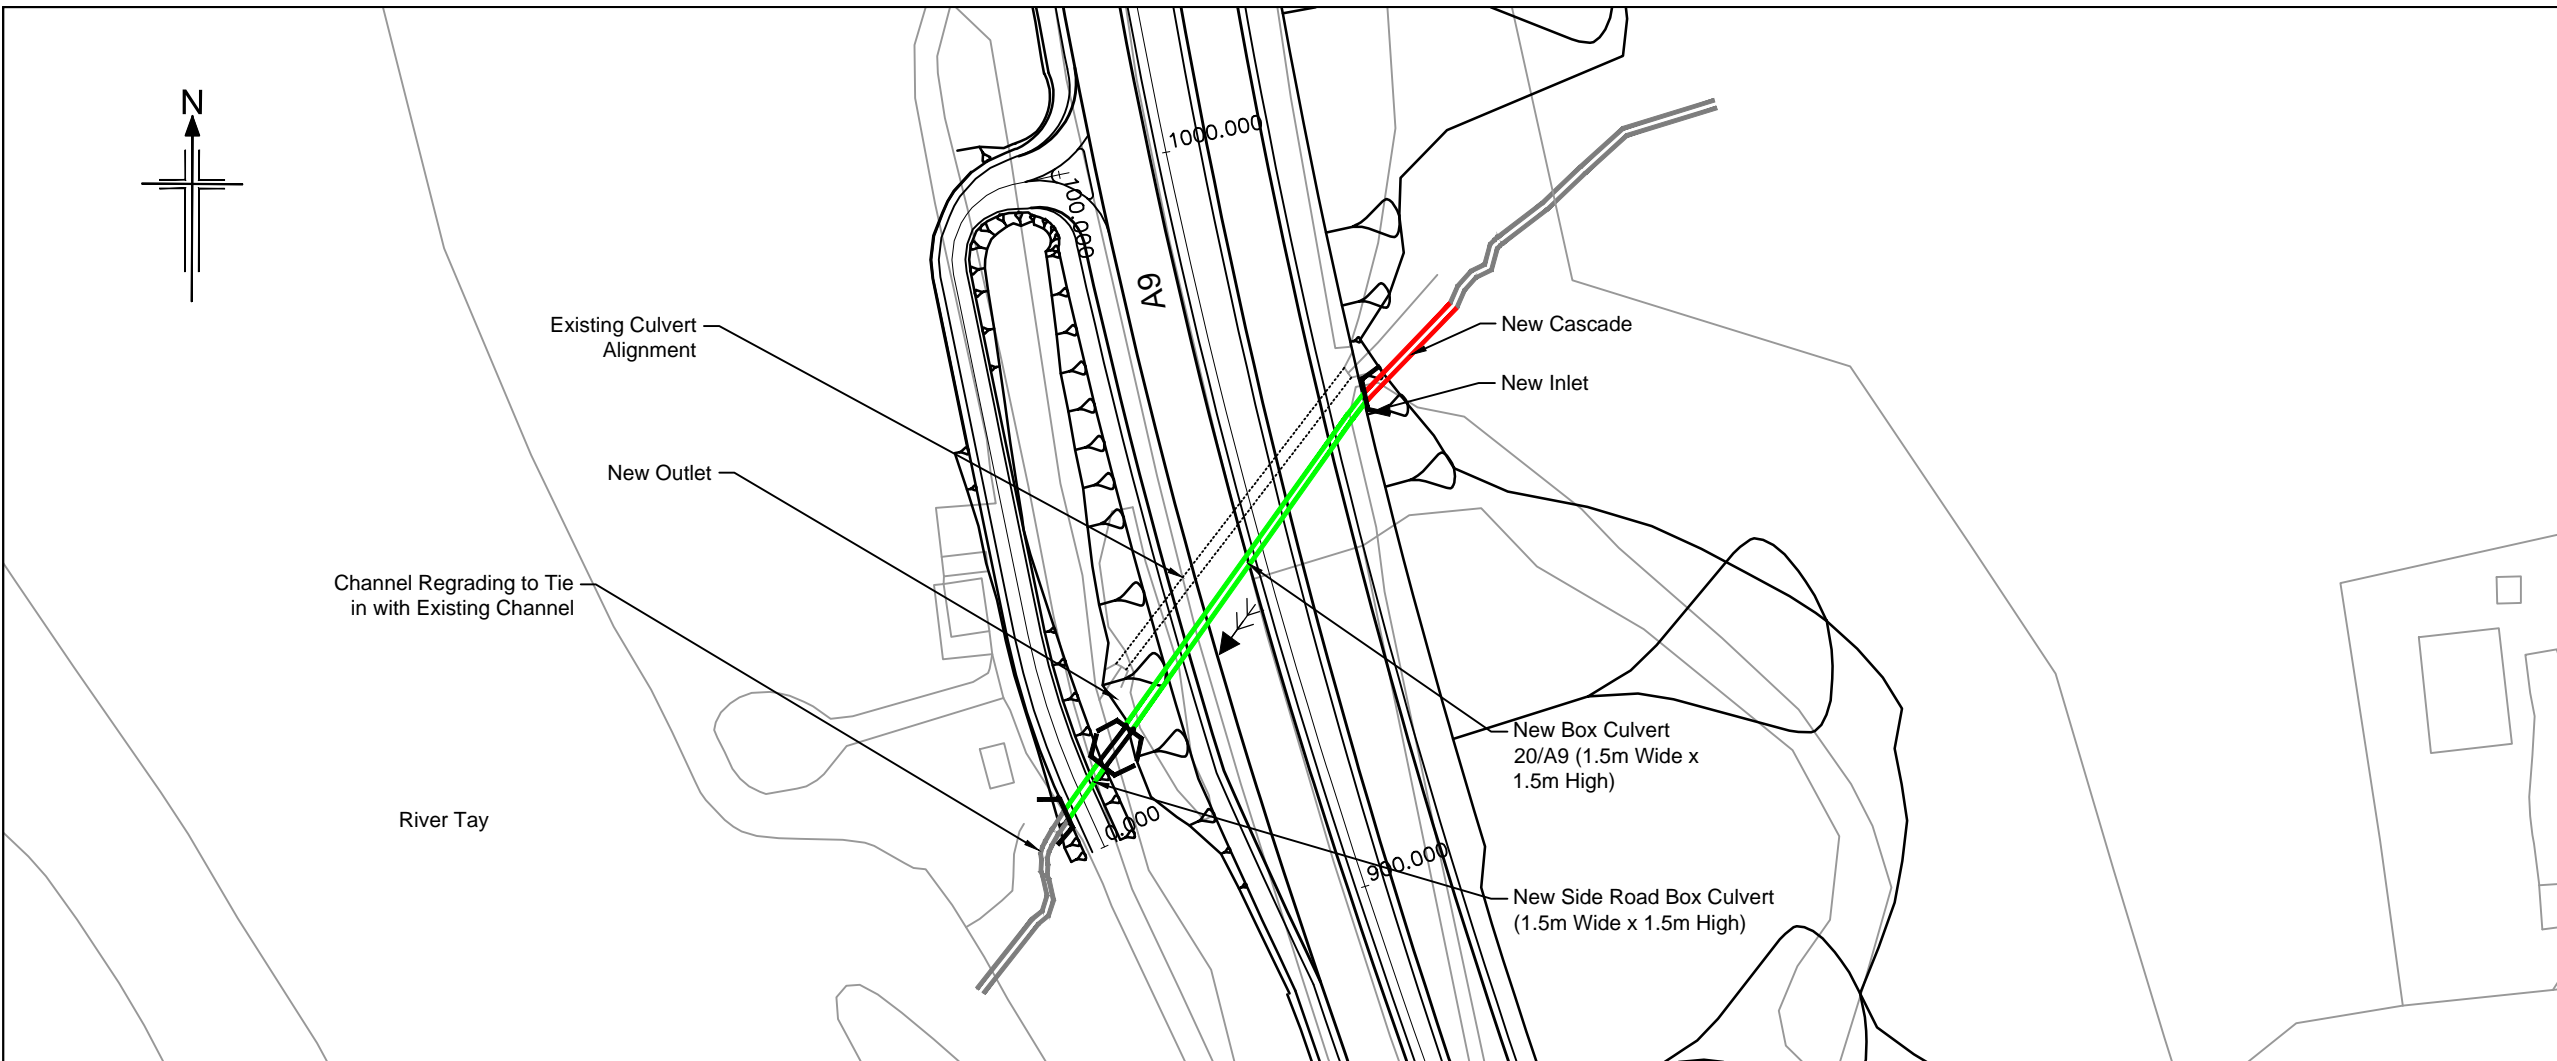 N
1000.000
100.000
A9
Existing Culvert
Alignment
New Cascade
New Inlet
New Outlet
Channel Regrading to Tie
in with Existing Channel
New Box Culvert
20/A9 (1.5m Wide x
1.5m High)
River Tay
0.000
900.000
New Side Road Box Culvert
(1.5m Wide x 1.5m High)